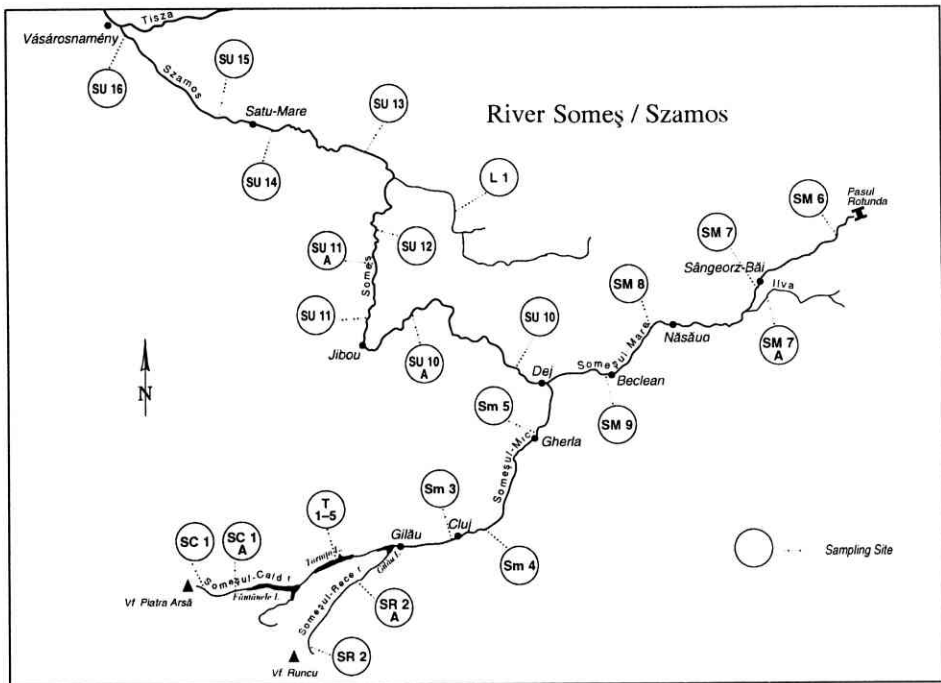 Tisza
Vásárosnamény
SU 16
Szamos
SU 15
Satu-Mare
SU 14
SU 13
River Someş / Szamos
L 1
SM 6
Pasul
Rotunda
SM 7
Sângeorz-Băi
Ilva
SM 7
A
SU 12
SU 11
A
Someş
SU 11
Jibou
SU 10
A
SU 10
SM 8
Năsăuo
Someşul Mare
Dej
Beclean
SM 9
N
Sm 5
Gherla
Someşul-Mic
Sm 3
Cluj
Sm 4
T
1–5
Gilău
Gilău l.
SC 1
SC 1
A
Someşul-Cald r
Fântânele l.
Vf Piatra Arsă
Someşul-Rece r
SR 2
A
SR 2
Vf Runcu
Sampling Site